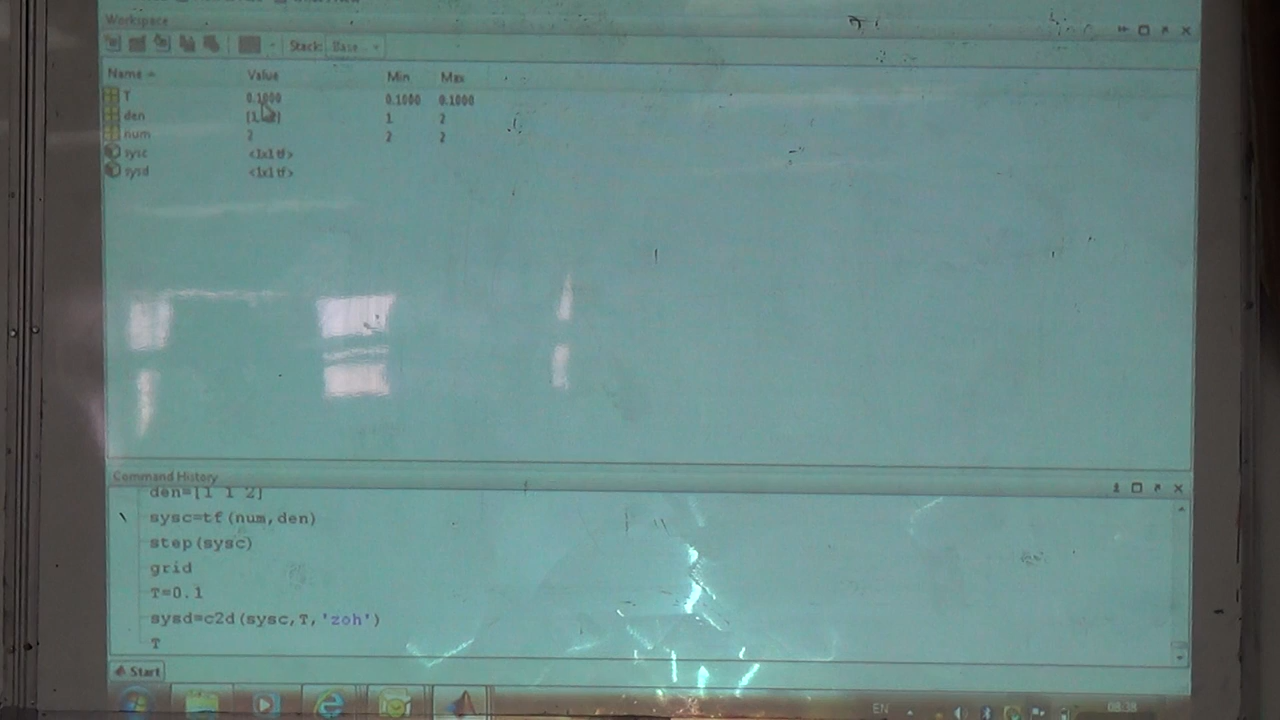 Workspace
Stack: Base
Name Value Min Max
T 0.1000 0.1000 0.1000
den 1 2
num 2 2 2
sysc <1x1 tf>
sysd <1x1 tf>
Command History
den=[1 1 2]
sysc=tf(num,den)
step(sysc)
grid
T=0.1
sysd=c2d(sysc,T,'zoh')
T
Start
EN 08:38